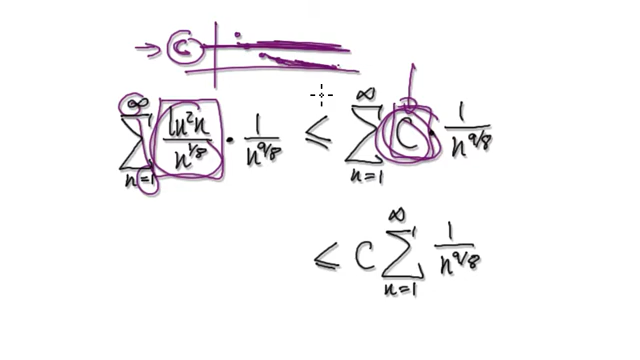 → C
∞ ∑ n=1 ln²n / n^{1/8} · 1 / n^{9/8} ≤ ∞ ∑ n=1 C · 1 / n^{9/8}
≤ C ∞ ∑ n=1 1 / n^{9/8}